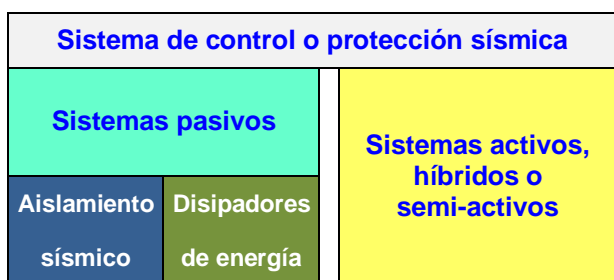 Sistema de control o protección sísmica
Sistemas pasivos
Sistemas activos,
híbridos o
semi-activos
Aislamiento
sísmico
Disipadores
de energía